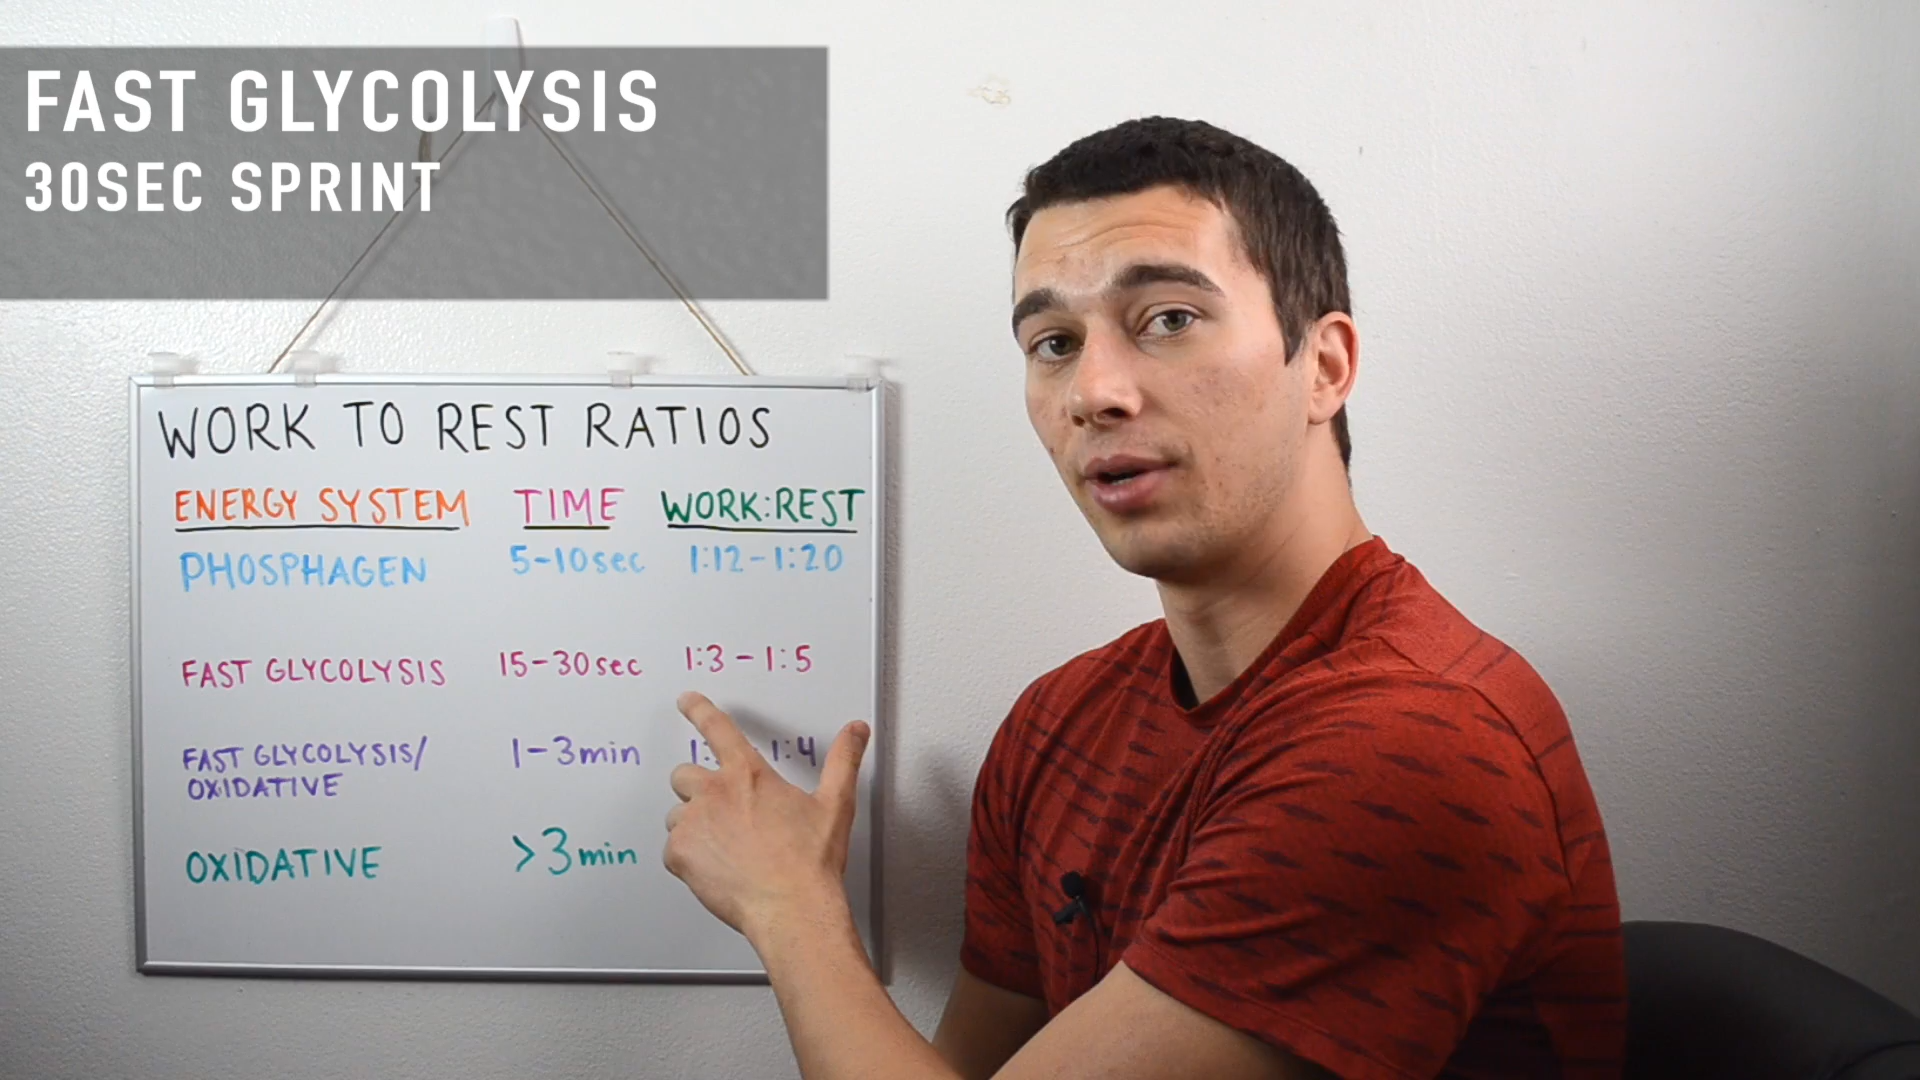 FAST GLYCOLYSIS
30SEC SPRINT
WORK TO REST RATIOS
ENERGY SYSTEM TIME WORK:REST
PHOSPHAGEN 5-10sec 1:12-1:20
FAST GLYCOLYSIS 15-30sec 1:3-1:5
FAST GLYCOLYSIS/ 1-3min 1:4
OXIDATIVE
OXIDATIVE >3min